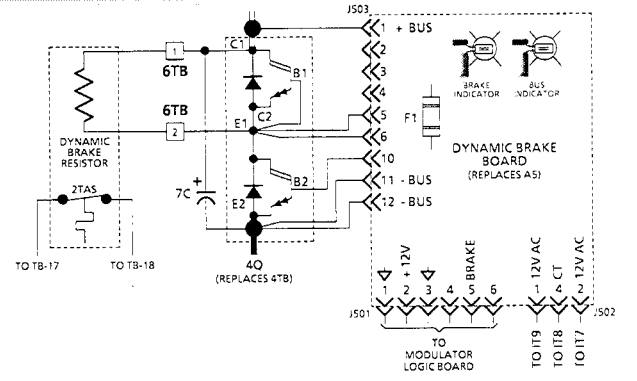 J503
1 + BUS
2
3
4
5
6
10
11 - BUS
12 - BUS
BRAKE
INDICATOR
BUS
INDICATOR
F1
DYNAMIC BRAKE
BOARD
(REPLACES A5)
C1
B1
C2
E1
B2
E2
1
6TB
6TB
2
DYNAMIC
BRAKE
RESISTOR
2TAS
+
7C
TO TB-17
TO TB-18
4Q
(REPLACES 4TB)
+ 12V
BRAKE
12V AC
CT
12V AC
1 2 3 4 5 6
1 4 2
J501
J502
TO
MODULATOR
LOGIC BOARD
TO IT9
TO IT8
TO IT7